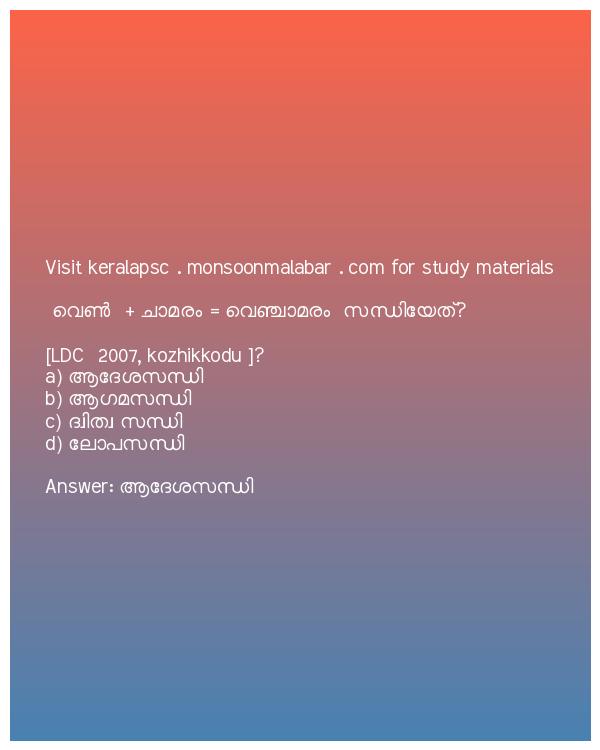 Visit keralapsc . monsoonmalabar . com for study materials
വെൺ + ചാമരം = വെഞ്ചാമരം സന്ധിയേത്?
[LDC 2007, kozhikkodu ]?
a) ആദേശസന്ധി
b) ആഗമസന്ധി
c) ദ്വിത്വ സന്ധി
d) ലോപസന്ധി
Answer: ആദേശസന്ധി